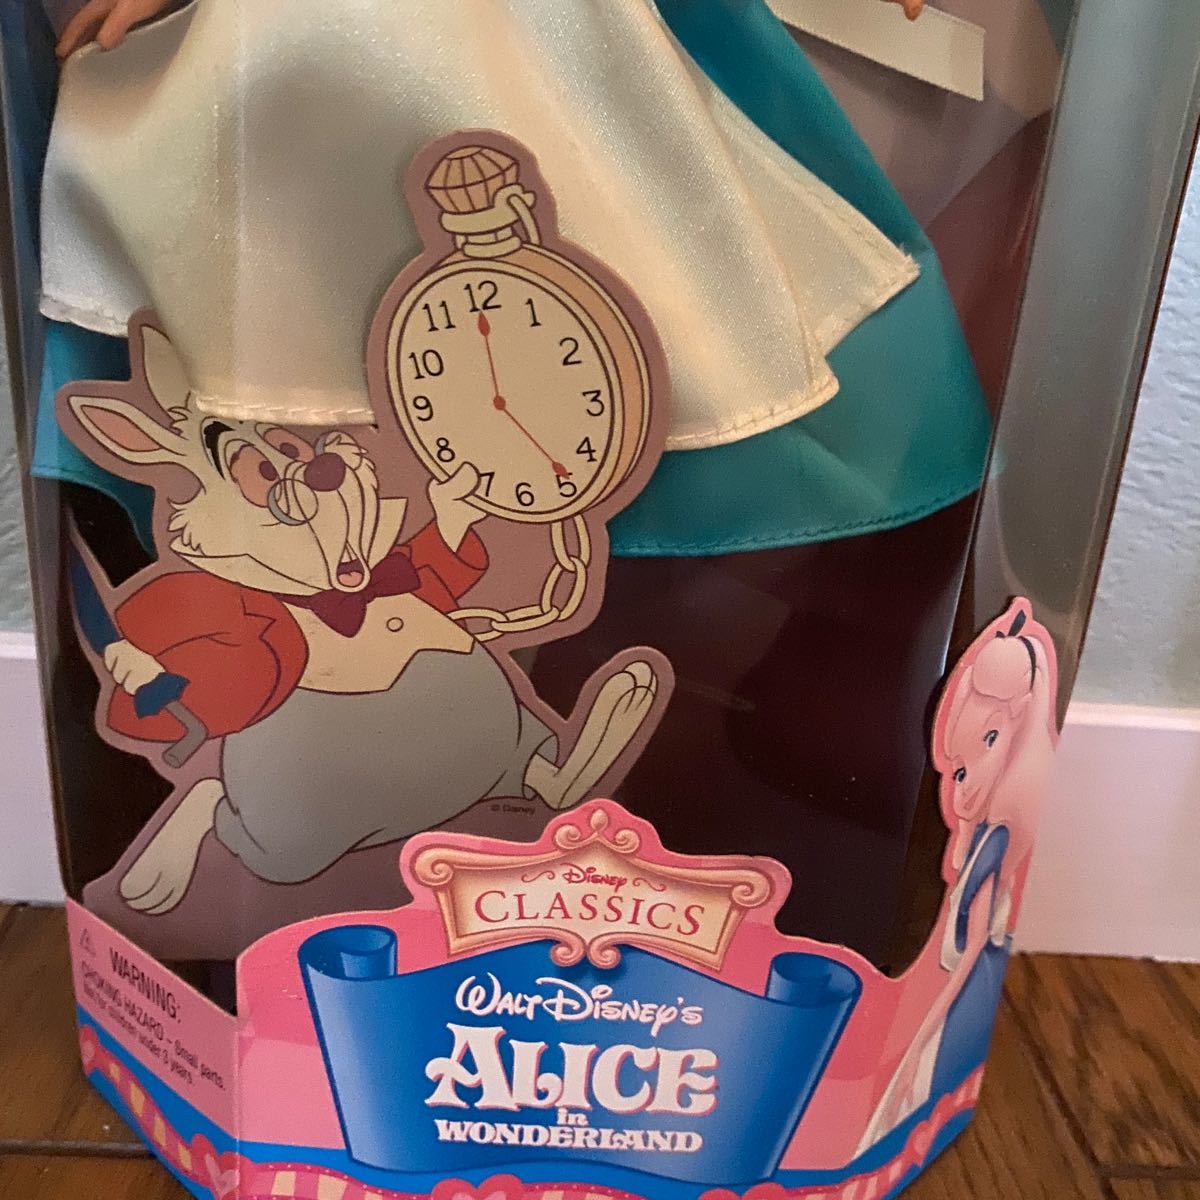 12
11 1
10 2
9 3
8 4
7 6 5
© Disney
Disney
CLASSICS
WALT DISNEY'S
ALICE
in
WONDERLAND
WARNING:
CHOKING HAZARD - Small parts.
Not for children under 3 years.